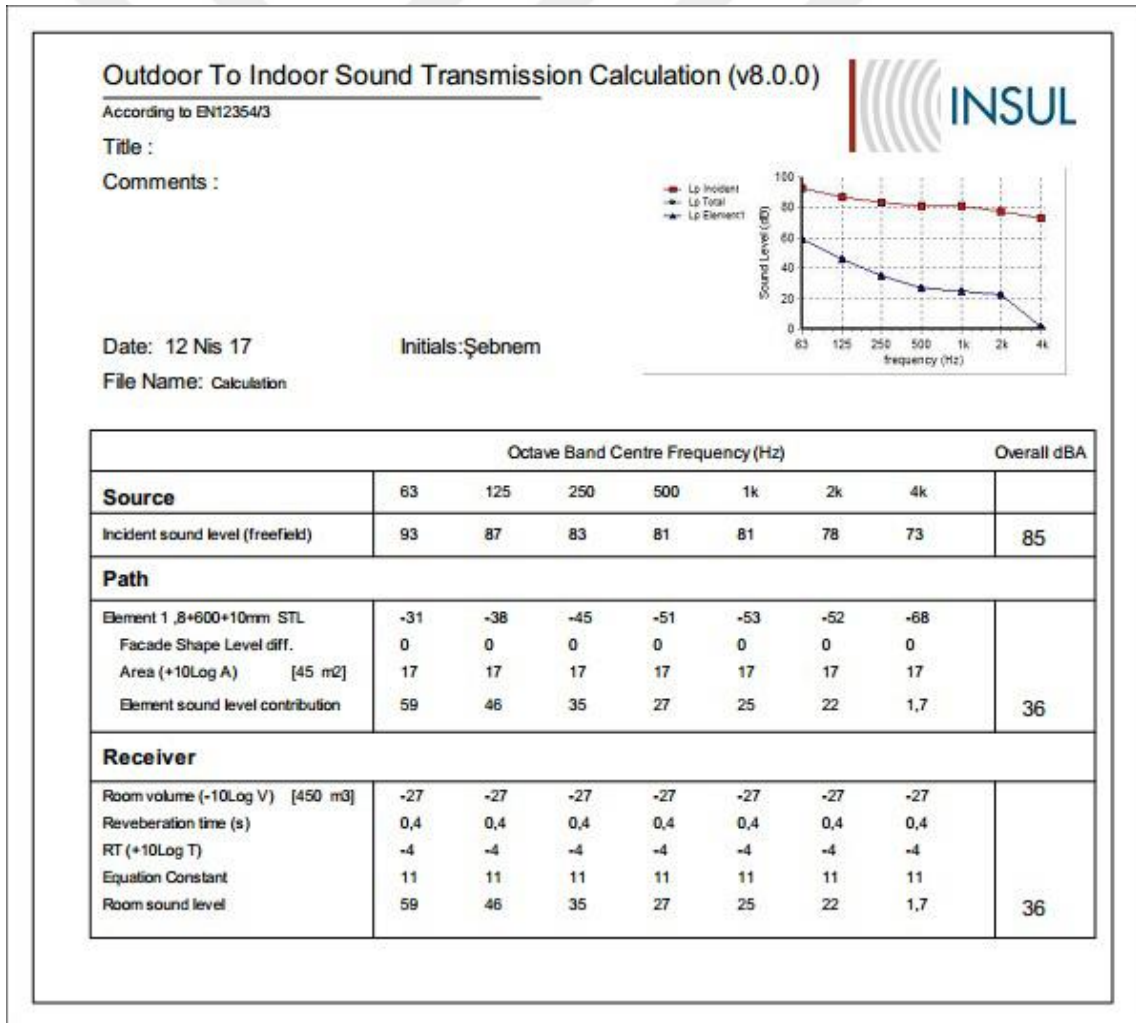 Outdoor To Indoor Sound Transmission Calculation (v8.0.0)
INSUL
According to EN12354/3
Title :
Comments :
Lp Incident
Lp Total
Lp Element1
Sound Level (dB)
100
80
60
40
20
0
63 125 250 500 1k 2k 4k
frequency (Hz)
Date: 12 Nis 17 Initials:Şebnem
File Name: Calculation
Octave Band Centre Frequency (Hz) Overall dBA
Source 63 125 250 500 1k 2k 4k
Incident sound level (freefield) 93 87 83 81 81 78 73 85
Path
Element 1 ,8+600+10mm STL -31 -38 -45 -51 -53 -52 -68
Facade Shape Level diff. 0 0 0 0 0 0 0
Area (+10Log A) [45 m2] 17 17 17 17 17 17 17
Element sound level contribution 59 46 35 27 25 22 1,7 36
Receiver
Room volume (-10Log V) [450 m3] -27 -27 -27 -27 -27 -27 -27
Reveberation time (s) 0,4 0,4 0,4 0,4 0,4 0,4 0,4
RT (+10Log T) -4 -4 -4 -4 -4 -4 -4
Equation Constant 11 11 11 11 11 11 11
Room sound level 59 46 35 27 25 22 1,7 36